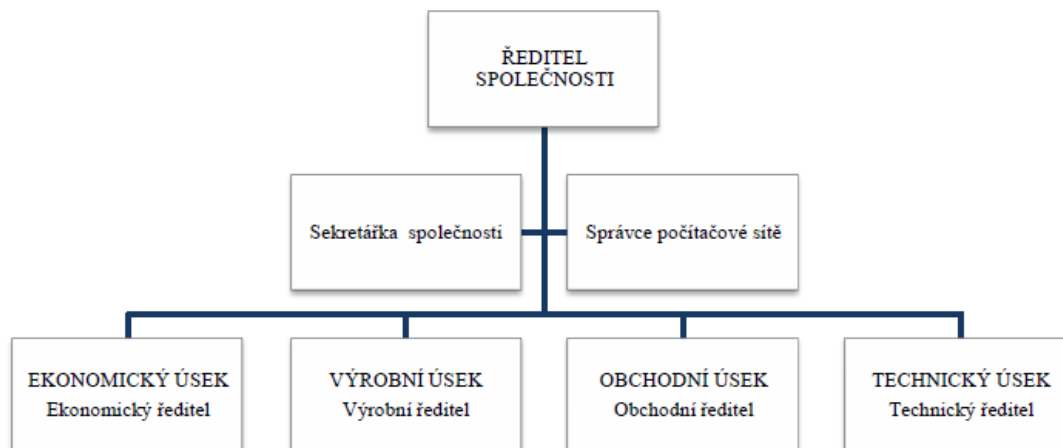 ŘEDITEL
SPOLEČNOSTI
Sekretářka společnosti
Správce počítačové sítě
EKONOMICKÝ ÚSEK
Ekonomický ředitel
VÝROBNÍ ÚSEK
Výrobní ředitel
OBCHODNÍ ÚSEK
Obchodní ředitel
TECHNICKÝ ÚSEK
Technický ředitel